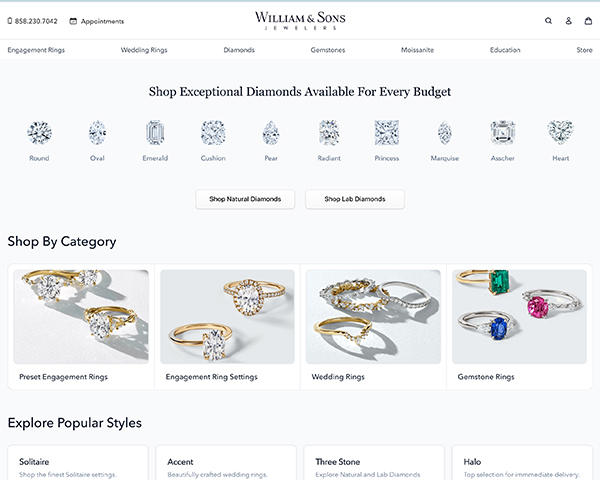 858.230.7042 Appointments
WILLIAM & SONS
JEWELERS
Engagement Rings Wedding Rings Diamonds Gemstones Moissanite Education Store
Shop Exceptional Diamonds Available For Every Budget
Round Oval Emerald Cushion Pear Radiant Princess Marquise Asscher Heart
Shop Natural Diamonds Shop Lab Diamonds
Shop By Category
Preset Engagement Rings Engagement Ring Settings Wedding Rings Gemstone Rings
Explore Popular Styles
Solitaire Accent Three Stone Halo
Shop the finest Solitaire settings. Beautifully crafted wedding rings. Explore Natural and Lab Diamonds Top selection for immediate delivery.